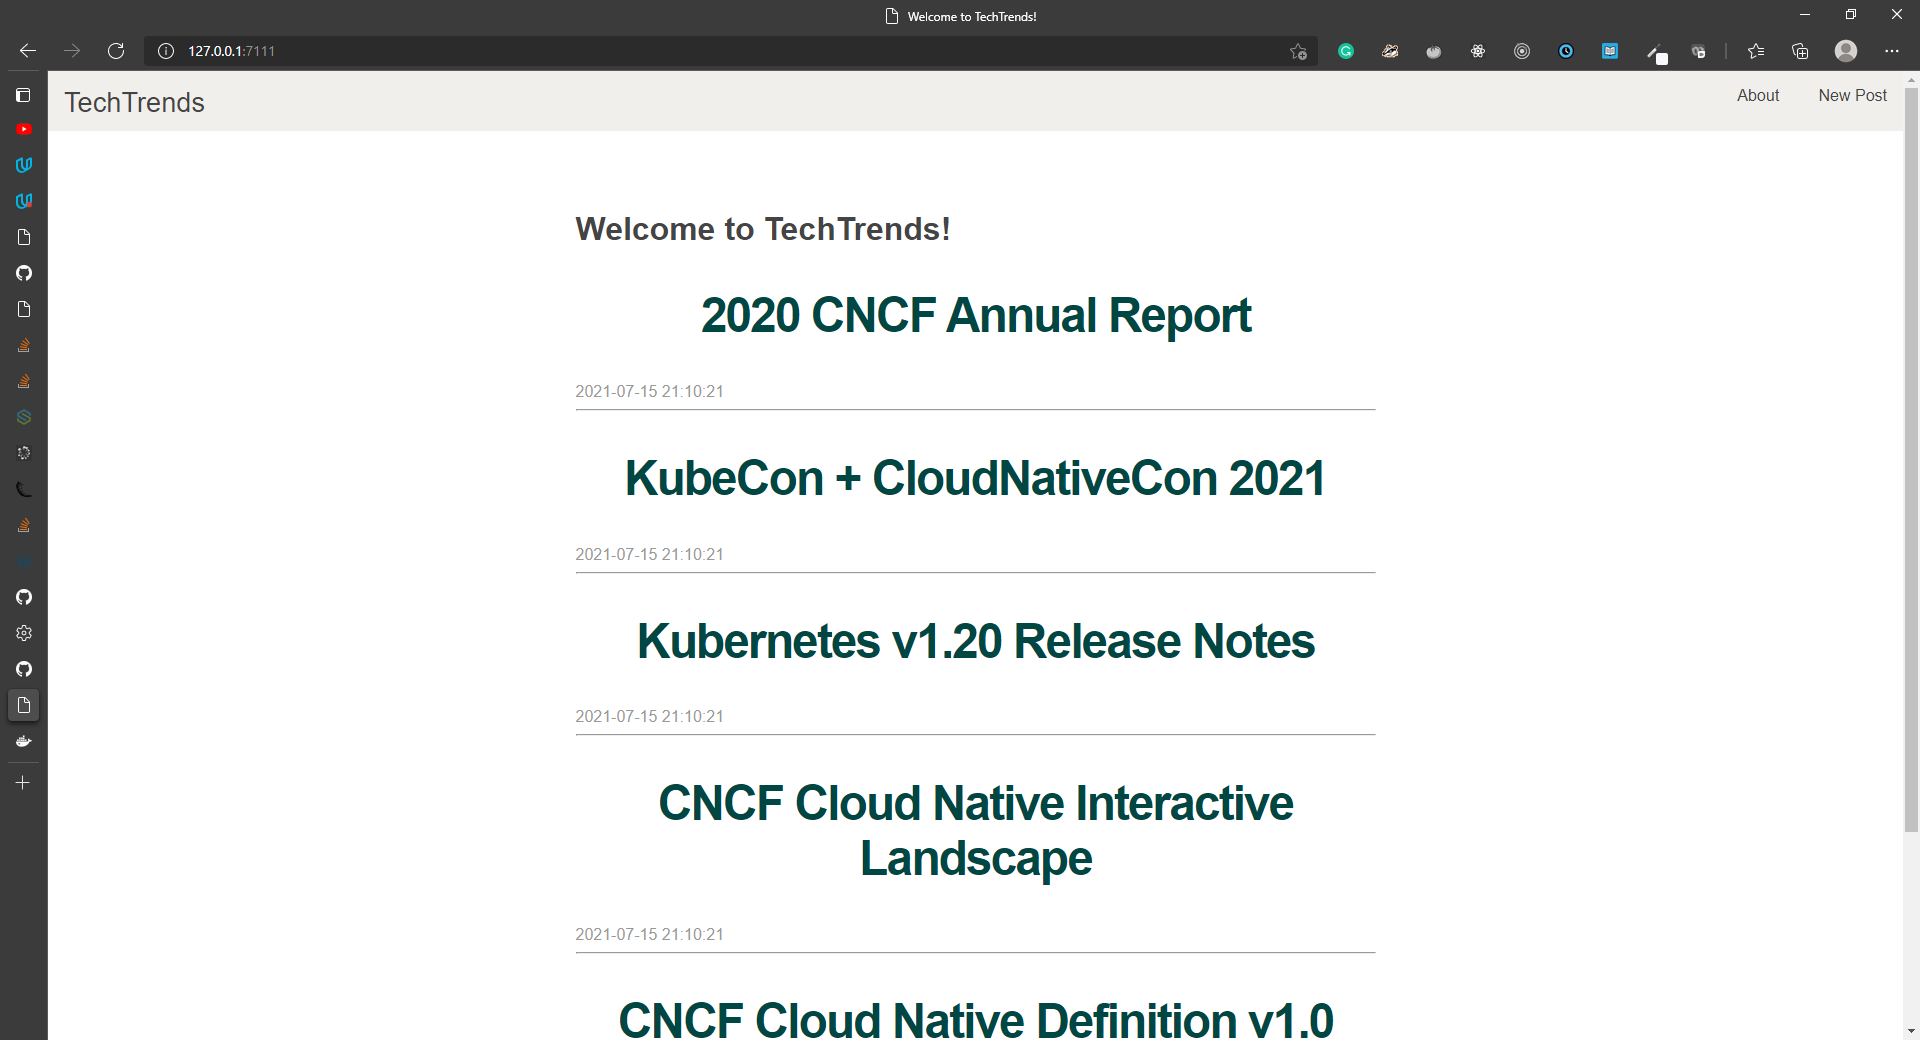 Welcome to TechTrends!
127.0.0.1:7111
TechTrends
About
New Post
Welcome to TechTrends!
2020 CNCF Annual Report
2021-07-15 21:10:21
KubeCon + CloudNativeCon 2021
2021-07-15 21:10:21
Kubernetes v1.20 Release Notes
2021-07-15 21:10:21
CNCF Cloud Native Interactive
Landscape
2021-07-15 21:10:21
CNCF Cloud Native Definition v1.0